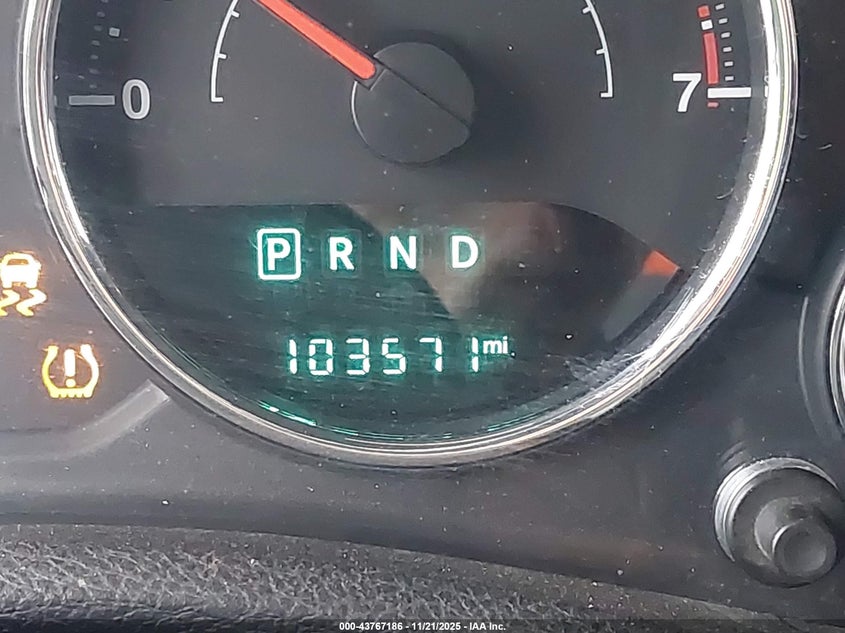 0
7
P R N D
103571 mi
000-43767186 - 11/21/2025 - IAA Inc.